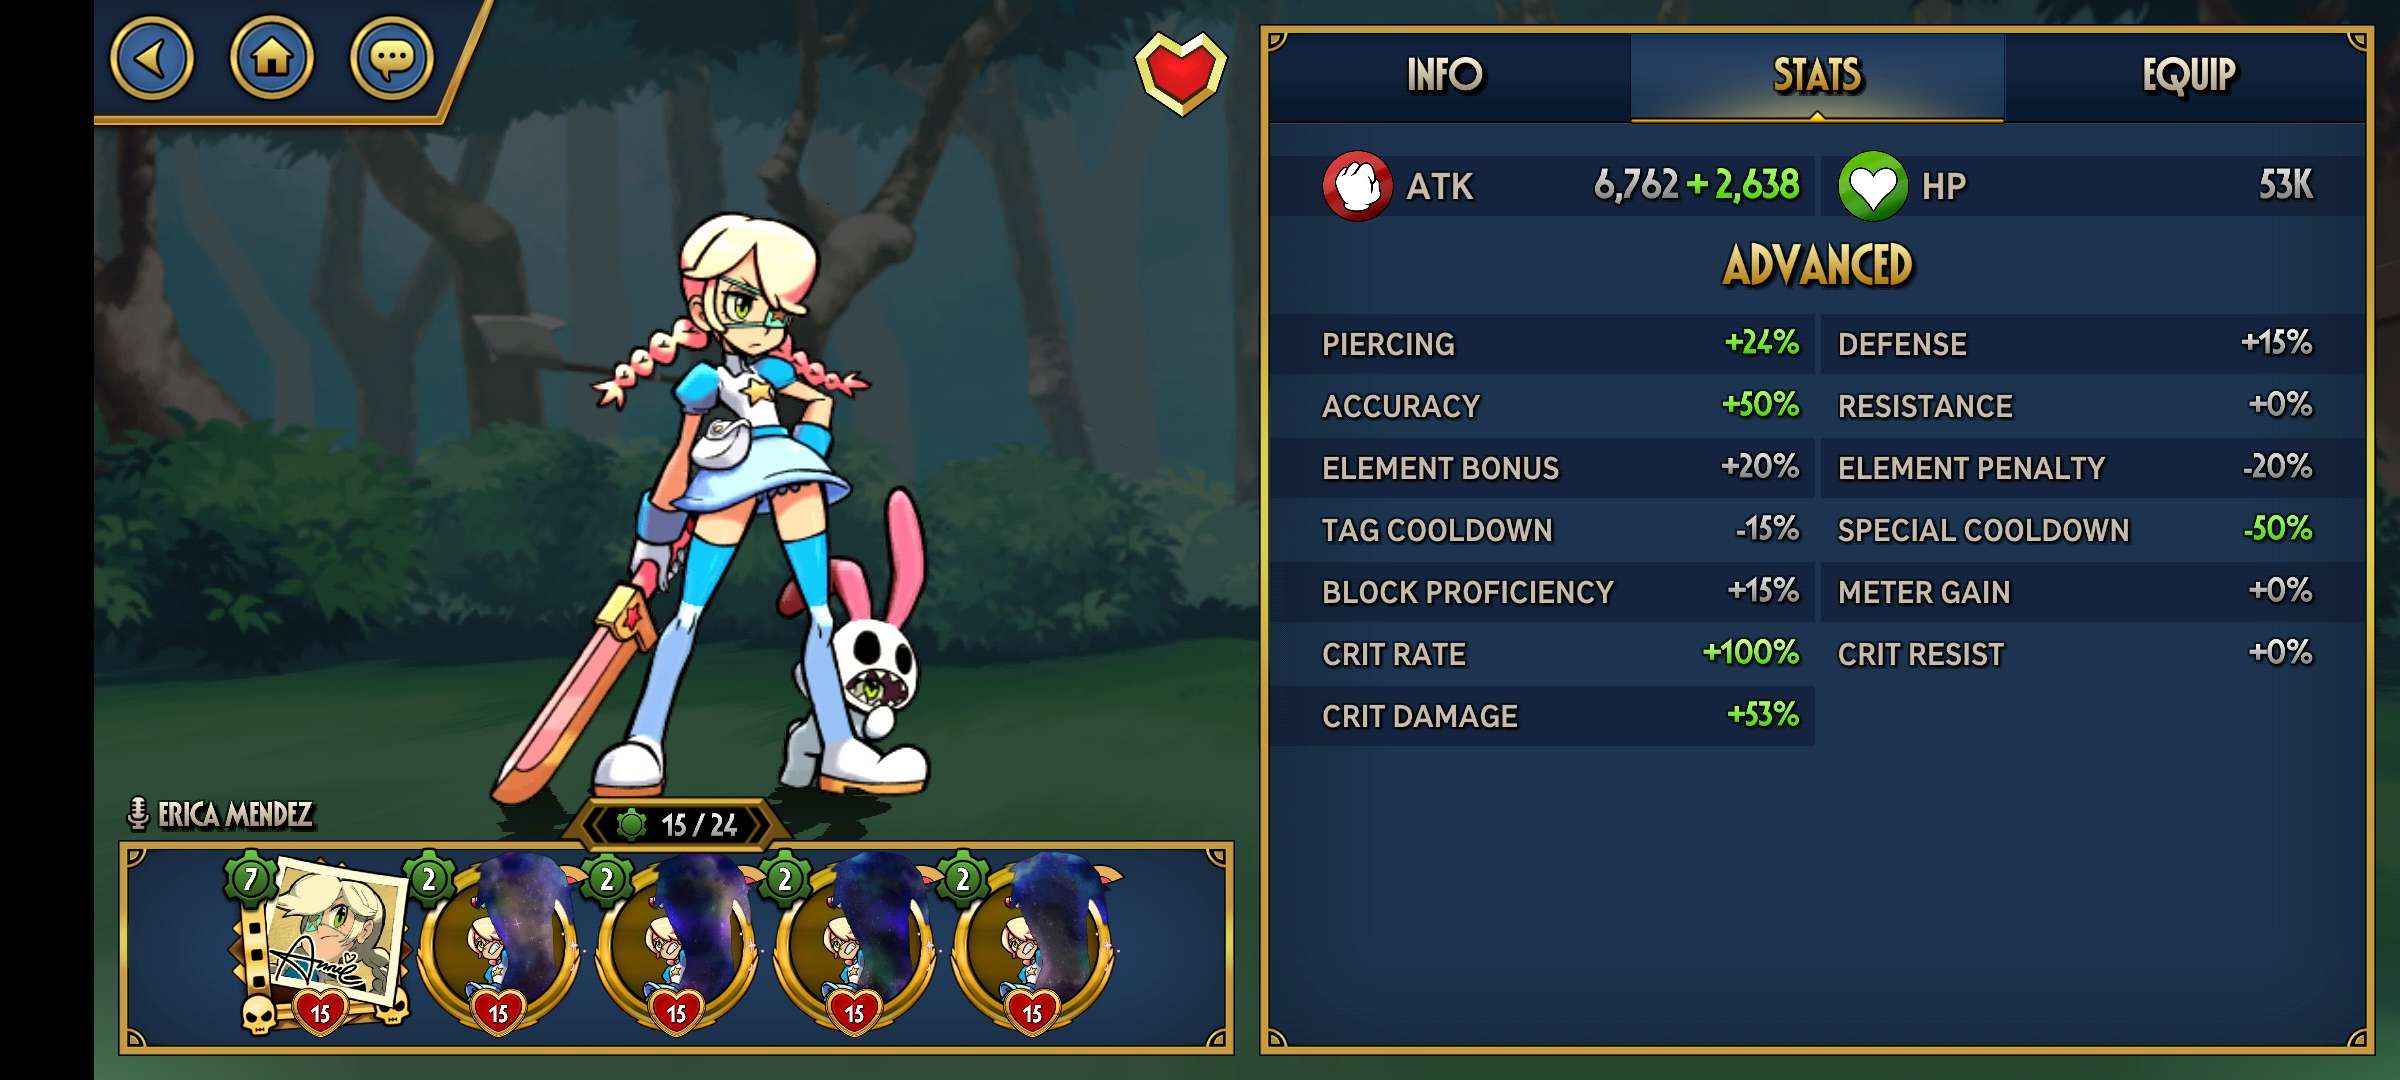 INFO
STATS
EQUIP
ATK 6,762 + 2,638
HP 53K
ADVANCED
PIERCING +24%
DEFENSE +15%
ACCURACY +50%
RESISTANCE +0%
ELEMENT BONUS +20%
ELEMENT PENALTY -20%
TAG COOLDOWN -15%
SPECIAL COOLDOWN -50%
BLOCK PROFICIENCY +15%
METER GAIN +0%
CRIT RATE +100%
CRIT RESIST +0%
CRIT DAMAGE +53%
ERICA MENDEZ
15 / 24
7 2 2 2 2
Annie
15 15 15 15 15